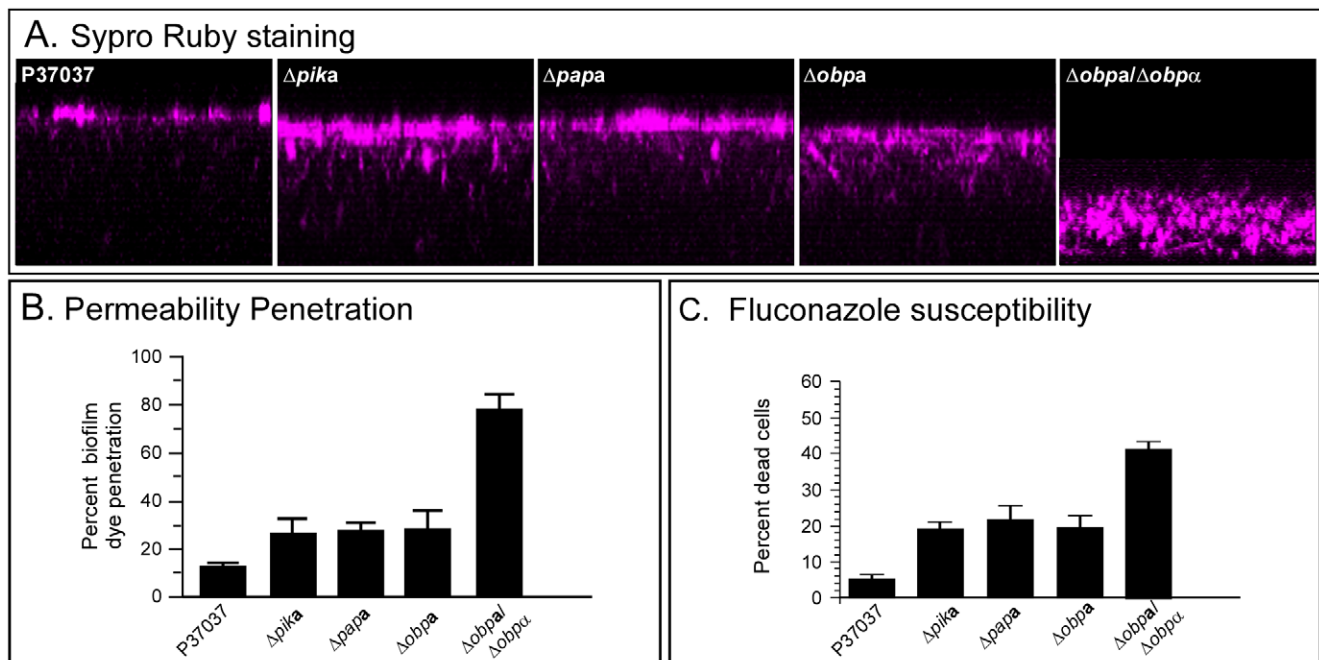 A. Sypro Ruby staining
P37037
Δpika
Δpapa
Δobpa
Δobpa/Δobpα
B. Permeability Penetration
Percent biofilm
dye penetration
100
80
60
40
20
0
P37037
Δpika
Δpapa
Δobpa
Δobpa/
Δobpα
C. Fluconazole susceptibility
Percent dead cells
60
50
40
30
20
10
0
P37037
Δpika
Δpapa
Δobpa
Δobpa/
Δobpα